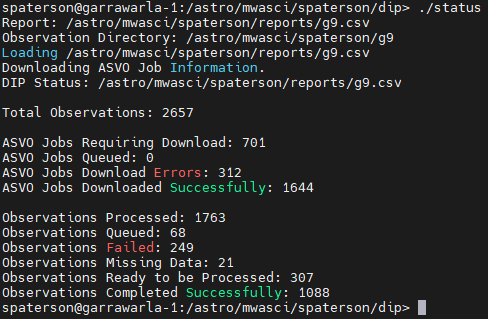 spaterson@garrawarla-1:/astro/mwasci/spaterson/dip> ./status
Report: /astro/mwasci/spaterson/reports/g9.csv
Observation Directory: /astro/mwasci/spaterson/g9
Loading /astro/mwasci/spaterson/reports/g9.csv
Downloading ASVO Job Information.
DIP Status: /astro/mwasci/spaterson/reports/g9.csv

Total Observations: 2657

ASVO Jobs Requiring Download: 701
ASVO Jobs Queued: 0
ASVO Jobs Download Errors: 312
ASVO Jobs Downloaded Successfully: 1644

Observations Processed: 1763
Observations Queued: 68
Observations Failed: 249
Observations Missing Data: 21
Observations Ready to be Processed: 307
Observations Completed Successfully: 1088
spaterson@garrawarla-1:/astro/mwasci/spaterson/dip>